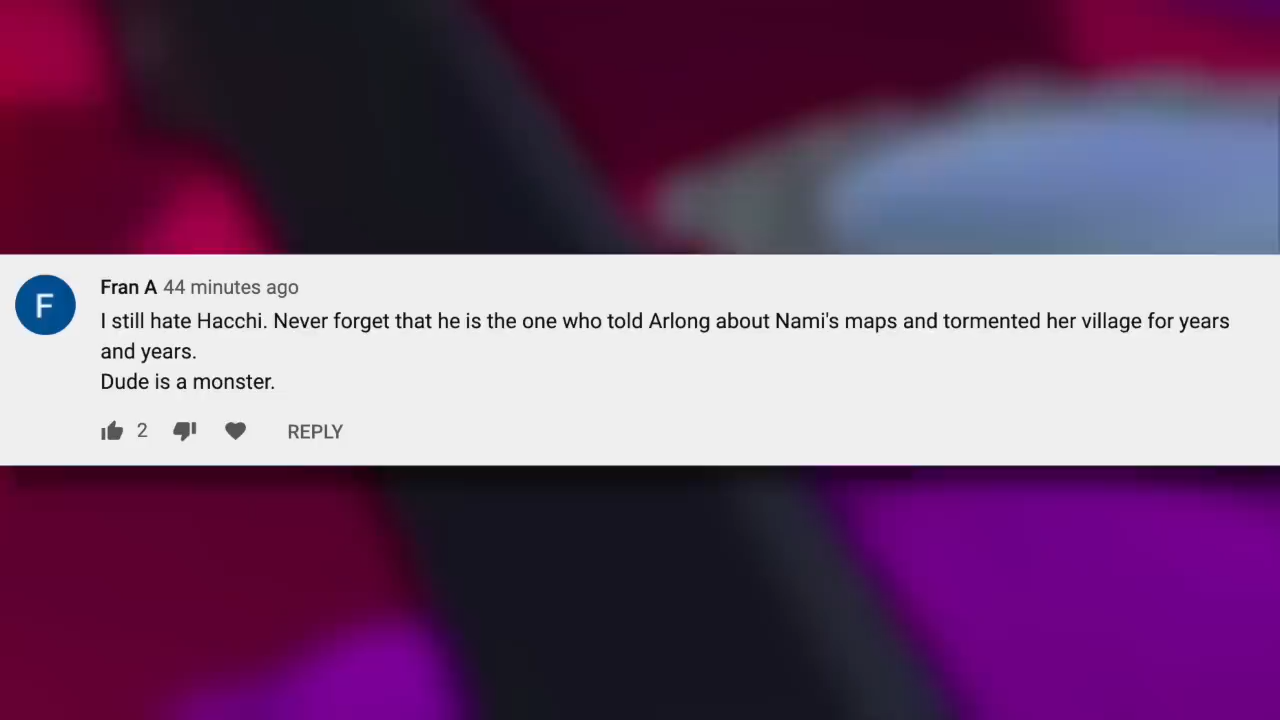 F
Fran A 44 minutes ago
I still hate Hacchi. Never forget that he is the one who told Arlong about Nami's maps and tormented her village for years
and years.
Dude is a monster.
2 REPLY